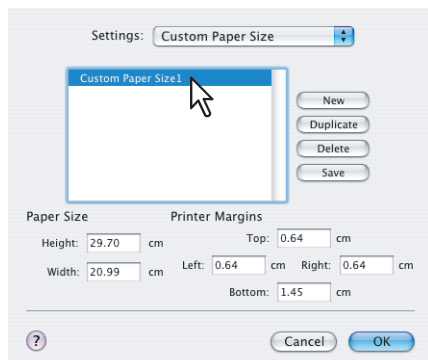 Settings: Custom Paper Size
Custom Paper Size1
New
Duplicate
Delete
Save
Paper Size
Printer Margins
Height: 29.70 cm
Top: 0.64 cm
Width: 20.99 cm
Left: 0.64 cm Right: 0.64 cm
Bottom: 1.45 cm
?
Cancel OK